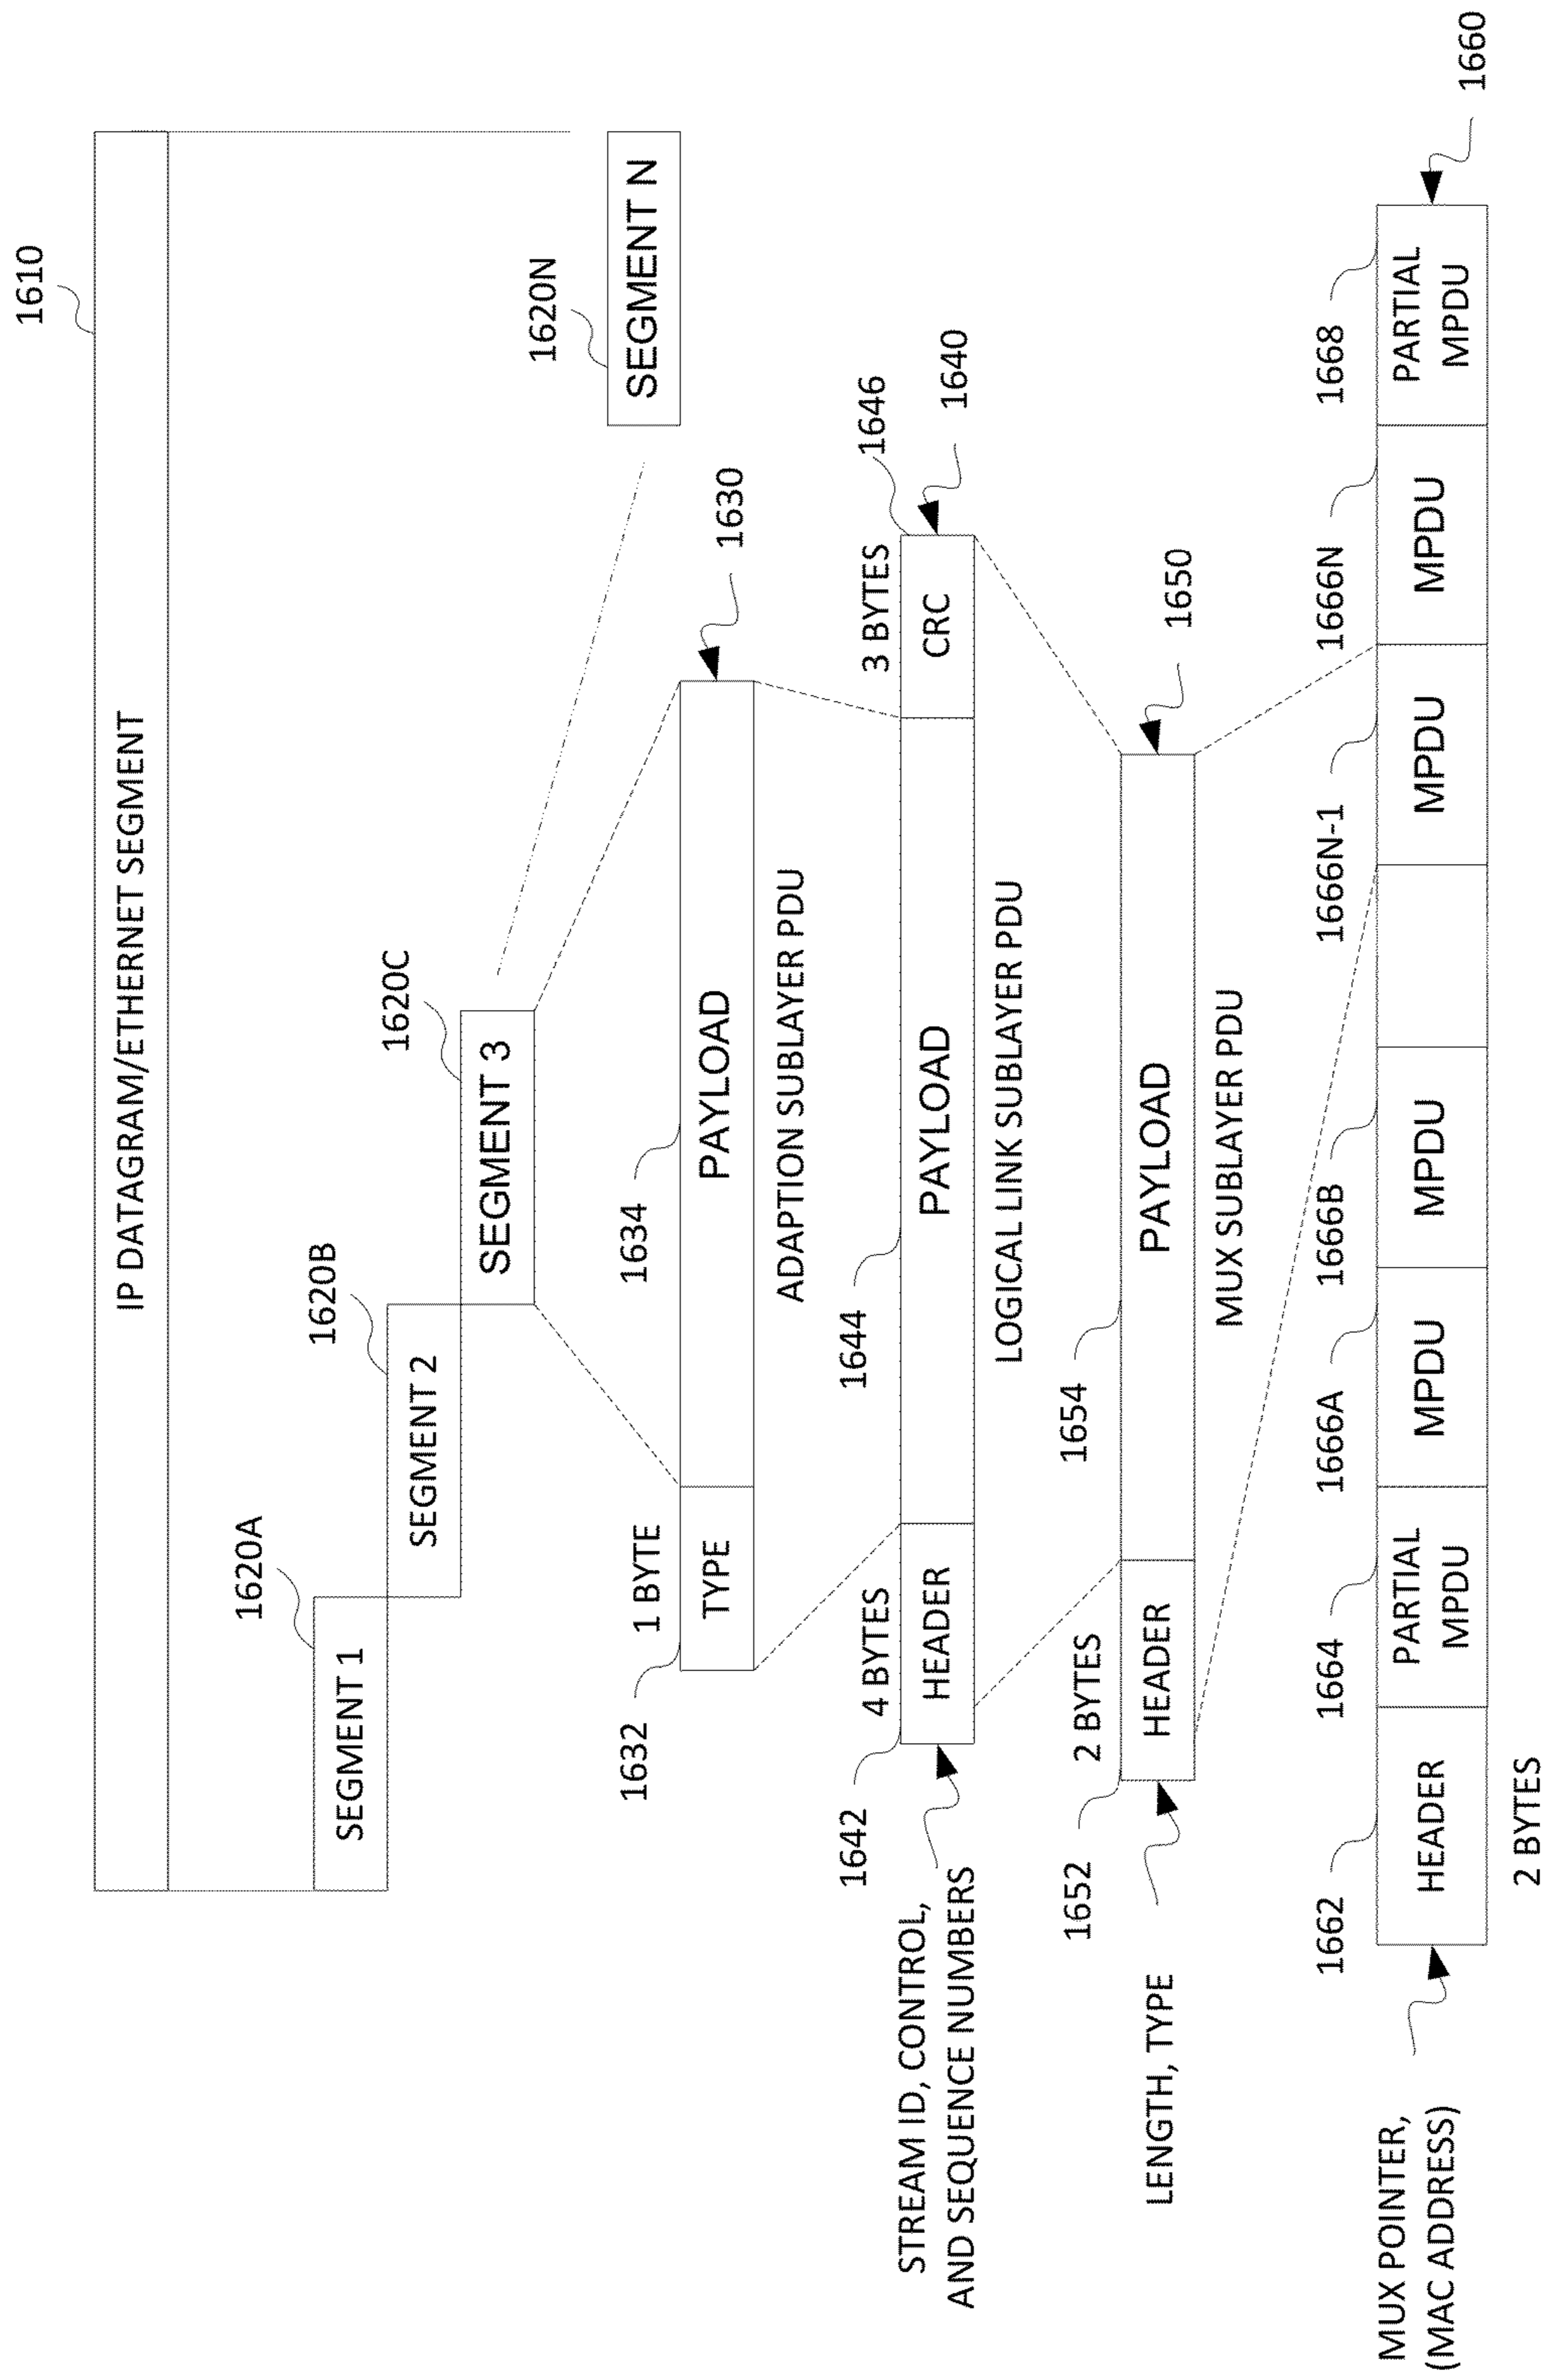 1610
IP DATAGRAM/ETHERNET SEGMENT
1620A
SEGMENT 1
1620B
SEGMENT 2
1620C
SEGMENT 3
1620N
SEGMENT N
1630
1632
1 BYTE
1634
TYPE
PAYLOAD
ADAPTION SUBLAYER PDU
1642
4 BYTES
1644
3 BYTES
1646
1640
HEADER
PAYLOAD
CRC
STREAM ID, CONTROL,
AND SEQUENCE NUMBERS
LOGICAL LINK SUBLAYER PDU
1652
2 BYTES
1654
1650
HEADER
PAYLOAD
LENGTH, TYPE
MUX SUBLAYER PDU
1662
1664
1666A
1666B
1666N-1
1666N
1668
1660
HEADER
PARTIAL
MPDU
MPDU
MPDU
MPDU
MPDU
PARTIAL
MPDU
MUX POINTER,
(MAC ADDRESS)
2 BYTES